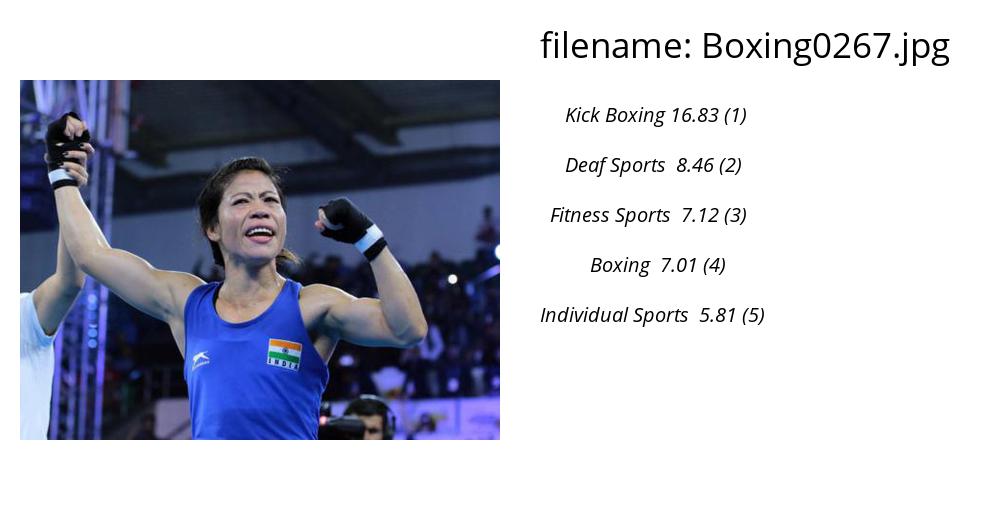 filename: Boxing0267.jpg
Kick Boxing 16.83 (1)
Deaf Sports 8.46 (2)
Fitness Sports 7.12 (3)
Boxing 7.01 (4)
Individual Sports 5.81 (5)
INDIA